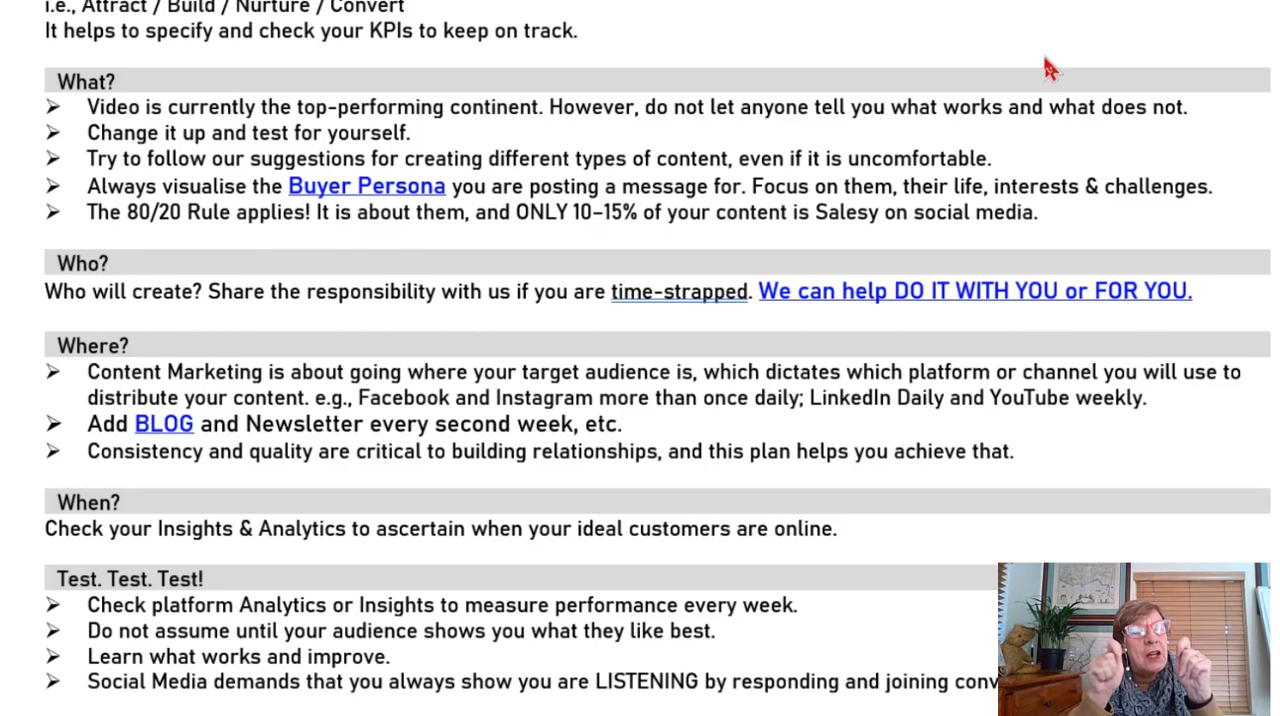 i.e., Attract / Build / Nurture / Convert
It helps to specify and check your KPIs to keep on track.
What?
➢ Video is currently the top-performing continent. However, do not let anyone tell you what works and what does not.
➢ Change it up and test for yourself.
➢ Try to follow our suggestions for creating different types of content, even if it is uncomfortable.
➢ Always visualise the Buyer Persona you are posting a message for. Focus on them, their life, interests & challenges.
➢ The 80/20 Rule applies! It is about them, and ONLY 10–15% of your content is Salesy on social media.
Who?
Who will create? Share the responsibility with us if you are time-strapped. We can help DO IT WITH YOU or FOR YOU.
Where?
➢ Content Marketing is about going where your target audience is, which dictates which platform or channel you will use to
distribute your content. e.g., Facebook and Instagram more than once daily; LinkedIn Daily and YouTube weekly.
➢ Add BLOG and Newsletter every second week, etc.
➢ Consistency and quality are critical to building relationships, and this plan helps you achieve that.
When?
Check your Insights & Analytics to ascertain when your ideal customers are online.
Test. Test. Test!
➢ Check platform Analytics or Insights to measure performance every week.
➢ Do not assume until your audience shows you what they like best.
➢ Learn what works and improve.
➢ Social Media demands that you always show you are LISTENING by responding and joining conv